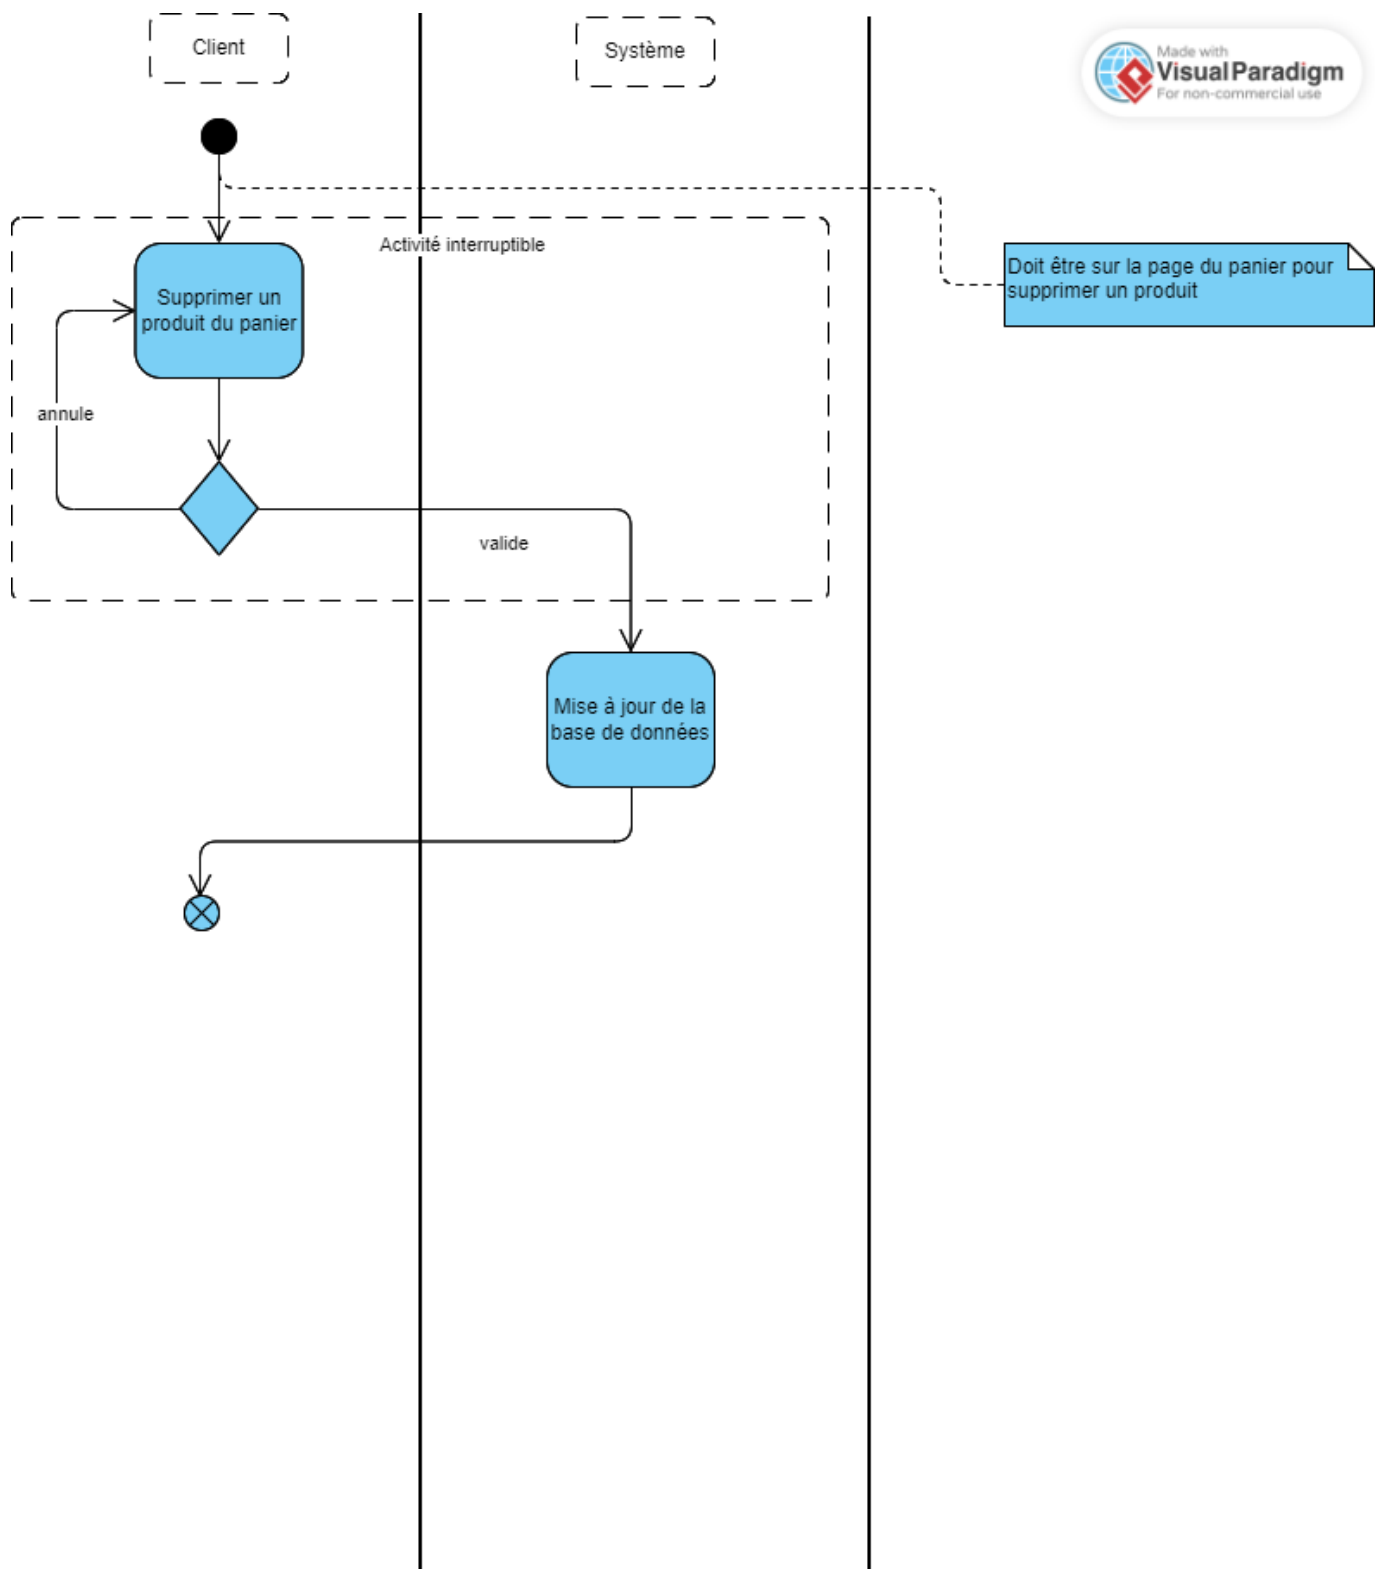 Client
Système
Made with
Visual Paradigm
For non-commercial use
Activité interruptible
Doit être sur la page du panier pour
supprimer un produit
Supprimer un
produit du panier
annule
valide
Mise à jour de la
base de données